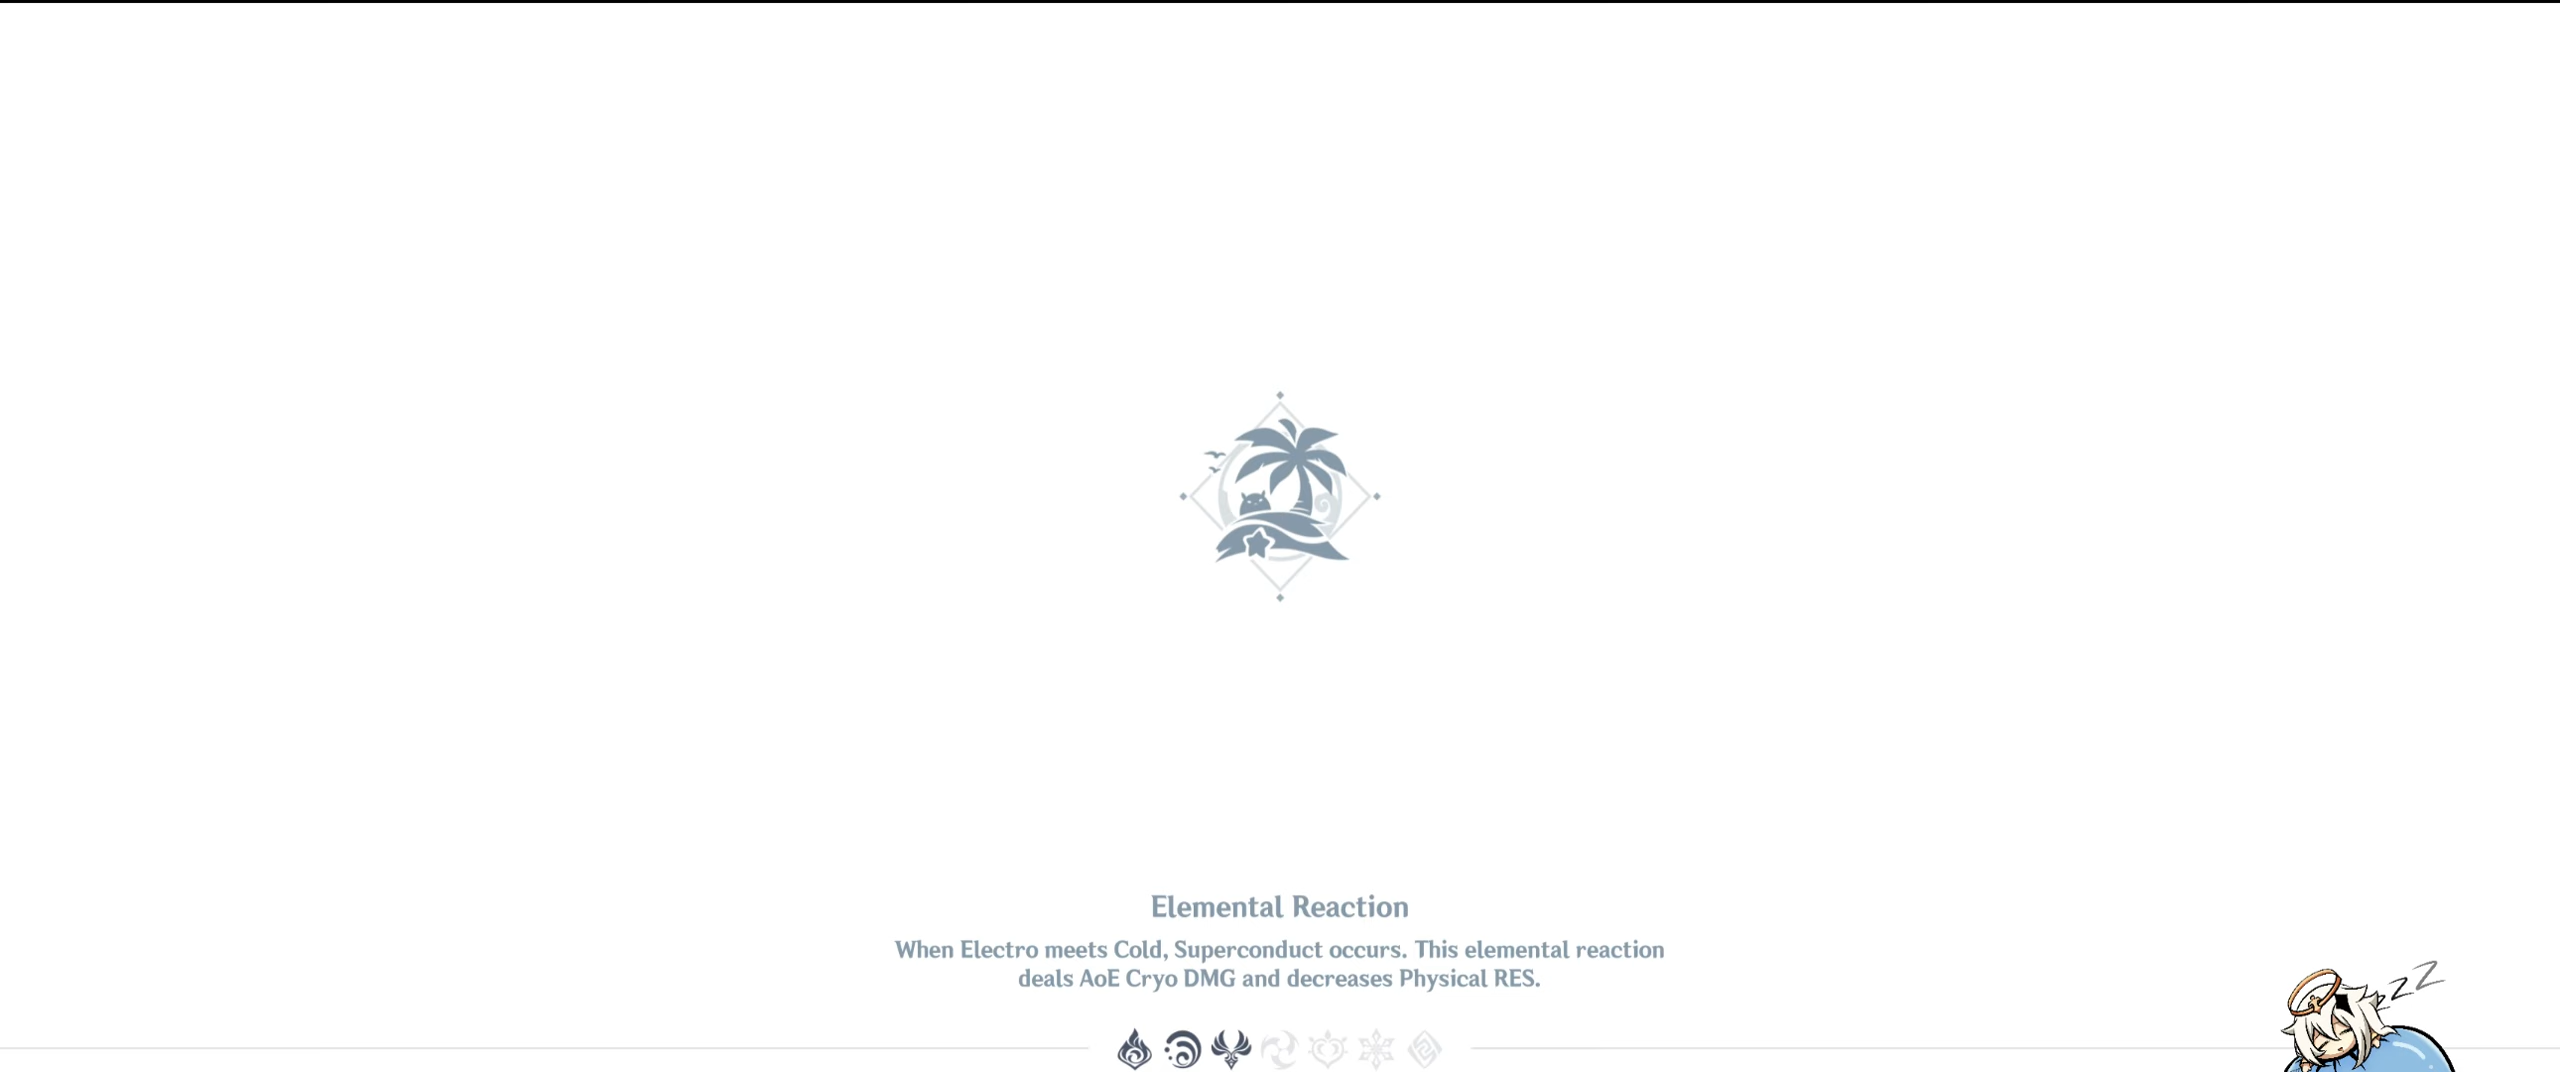 Elemental Reaction
When Electro meets Cold, Superconduct occurs. This elemental reaction
deals AoE Cryo DMG and decreases Physical RES.
zzZ